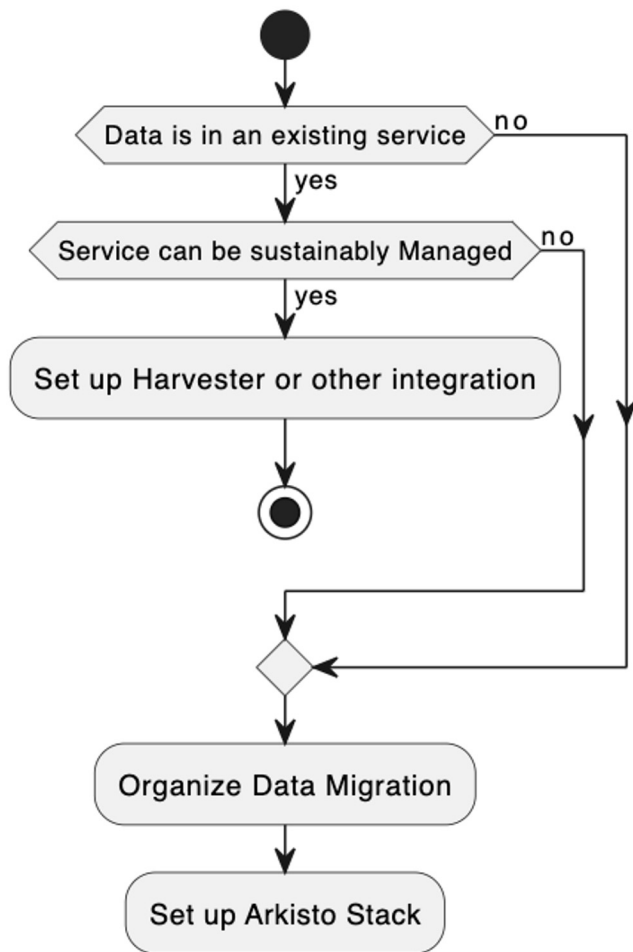 Data is in an existing service
no
yes
Service can be sustainably Managed
no
yes
Set up Harvester or other integration
Organize Data Migration
Set up Arkisto Stack